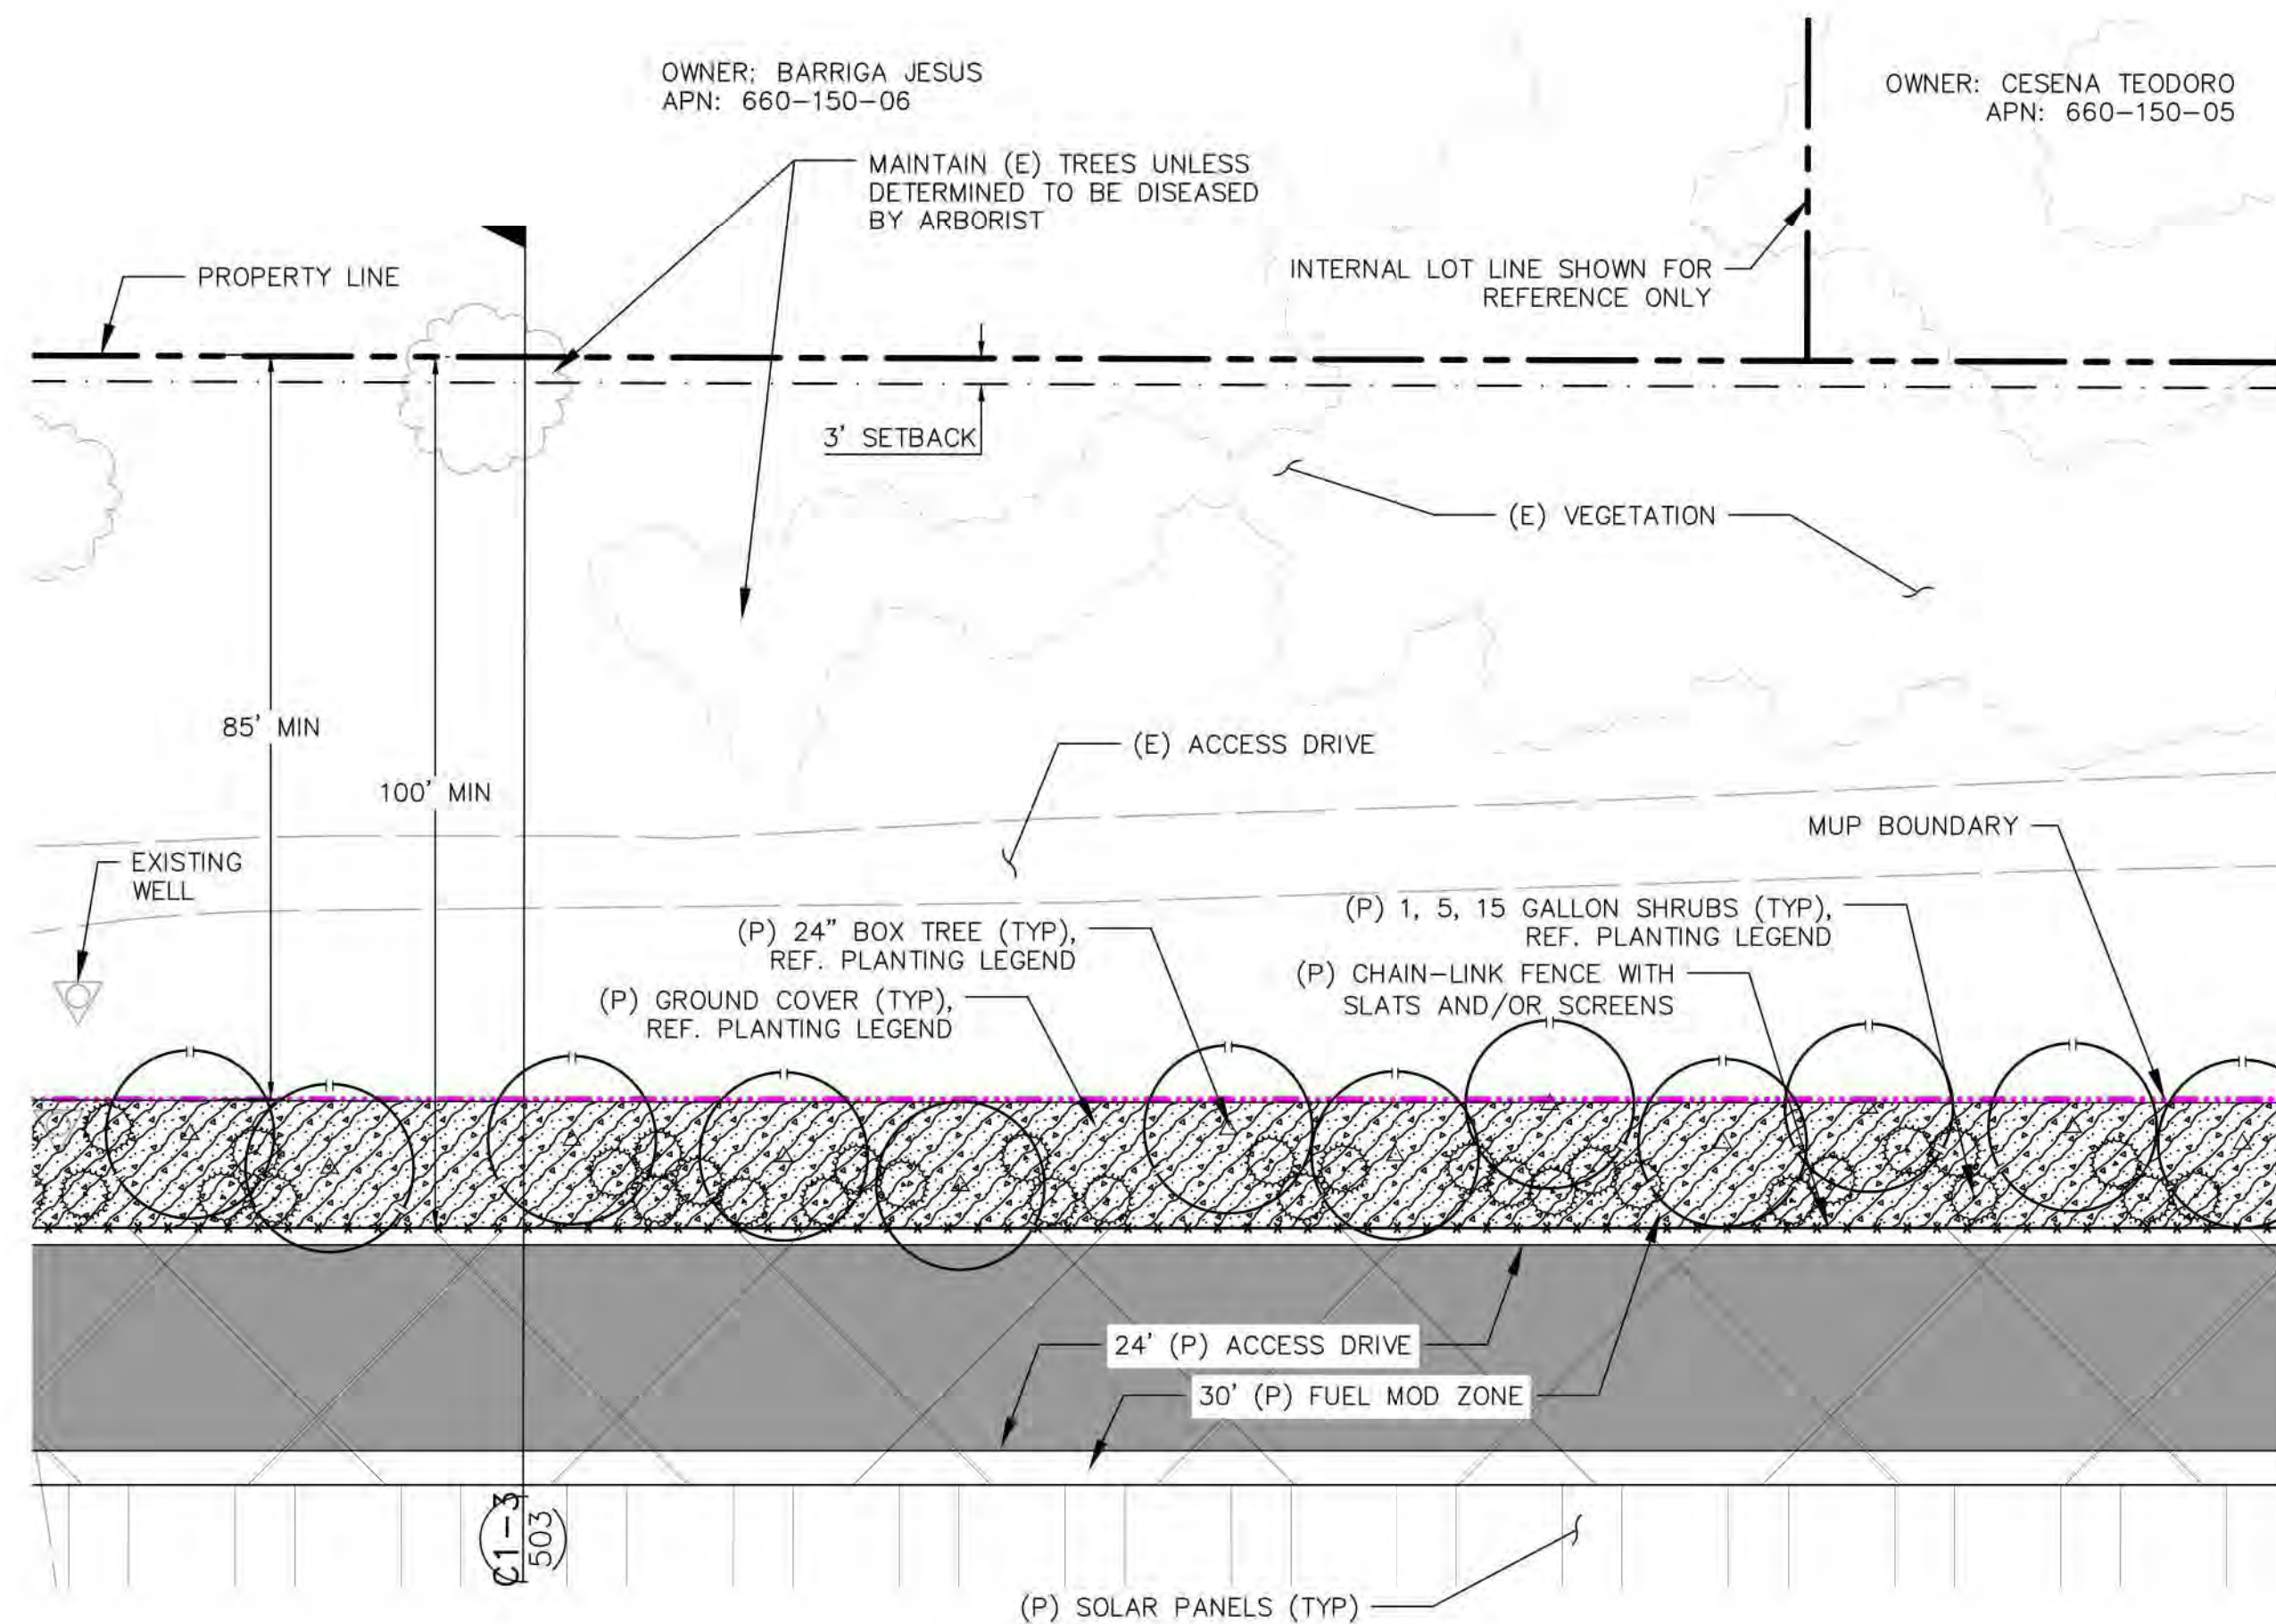 OWNER: BARRIGA JESUS
APN: 660-150-06
OWNER: CESENA TEODORO
APN: 660-150-05
MAINTAIN (E) TREES UNLESS
DETERMINED TO BE DISEASED
BY ARBORIST
PROPERTY LINE
INTERNAL LOT LINE SHOWN FOR
REFERENCE ONLY
3' SETBACK
(E) VEGETATION
85' MIN
(E) ACCESS DRIVE
100' MIN
MUP BOUNDARY
EXISTING
WELL
(P) 24" BOX TREE (TYP),
REF. PLANTING LEGEND
(P) 1, 5, 15 GALLON SHRUBS (TYP),
REF. PLANTING LEGEND
(P) GROUND COVER (TYP),
REF. PLANTING LEGEND
(P) CHAIN-LINK FENCE WITH
SLATS AND/OR SCREENS
24' (P) ACCESS DRIVE
30' (P) FUEL MOD ZONE
C1-3
503
(P) SOLAR PANELS (TYP)